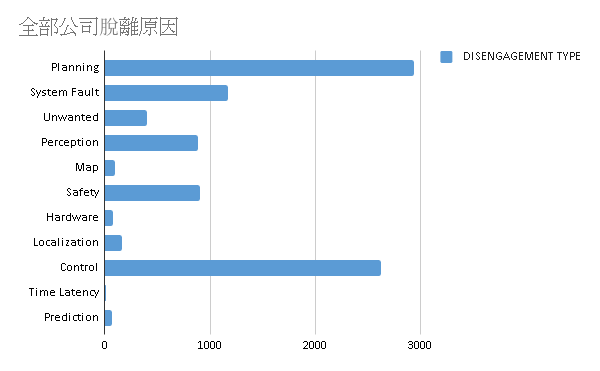 全部公司脫離原因
DISENGAGEMENT TYPE
Planning
System Fault
Unwanted
Perception
Map
Safety
Hardware
Localization
Control
Time Latency
Prediction
0 1000 2000 3000